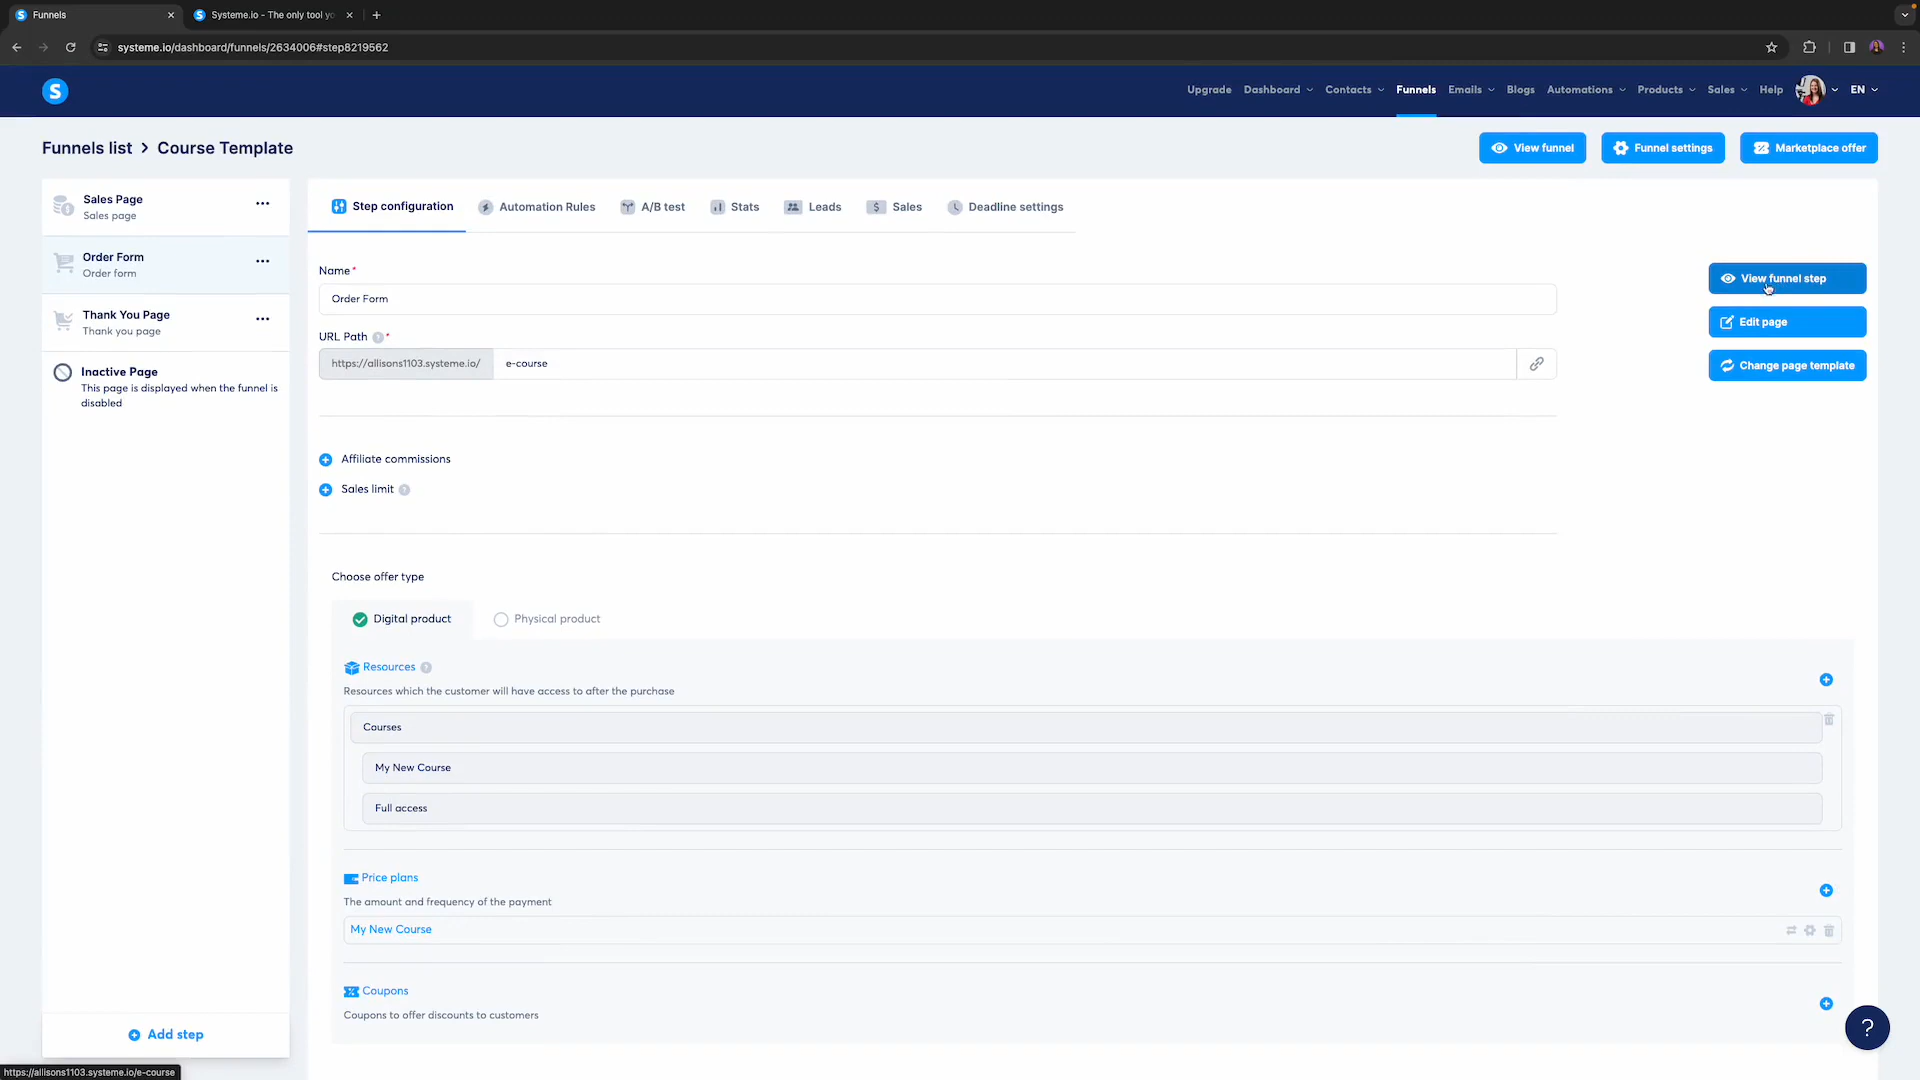 Funnels
Systeme.io - The only tool yo
systeme.io/dashboard/funnels/2634006#step8219562
S
Upgrade Dashboard Contacts Funnels Emails Blogs Automations Products Sales Help EN
Funnels list > Course Template
View funnel
Funnel settings
Marketplace offer
Sales Page
Sales page
Order Form
Order form
Thank You Page
Thank you page
Inactive Page
This page is displayed when the funnel is
disabled
Add step
Step configuration
Automation Rules
A/B test
Stats
Leads
Sales
Deadline settings
Name*
Order Form
URL Path ? *
https://allisons1103.systeme.io/ e-course
View funnel step
Edit page
Change page template
Affiliate commissions
Sales limit ?
Choose offer type
Digital product
Physical product
Resources ?
Resources which the customer will have access to after the purchase
Courses
My New Course
Full access
Price plans
The amount and frequency of the payment
My New Course
Coupons
Coupons to offer discounts to customers
?
https://allisons1103.systeme.io/e-course